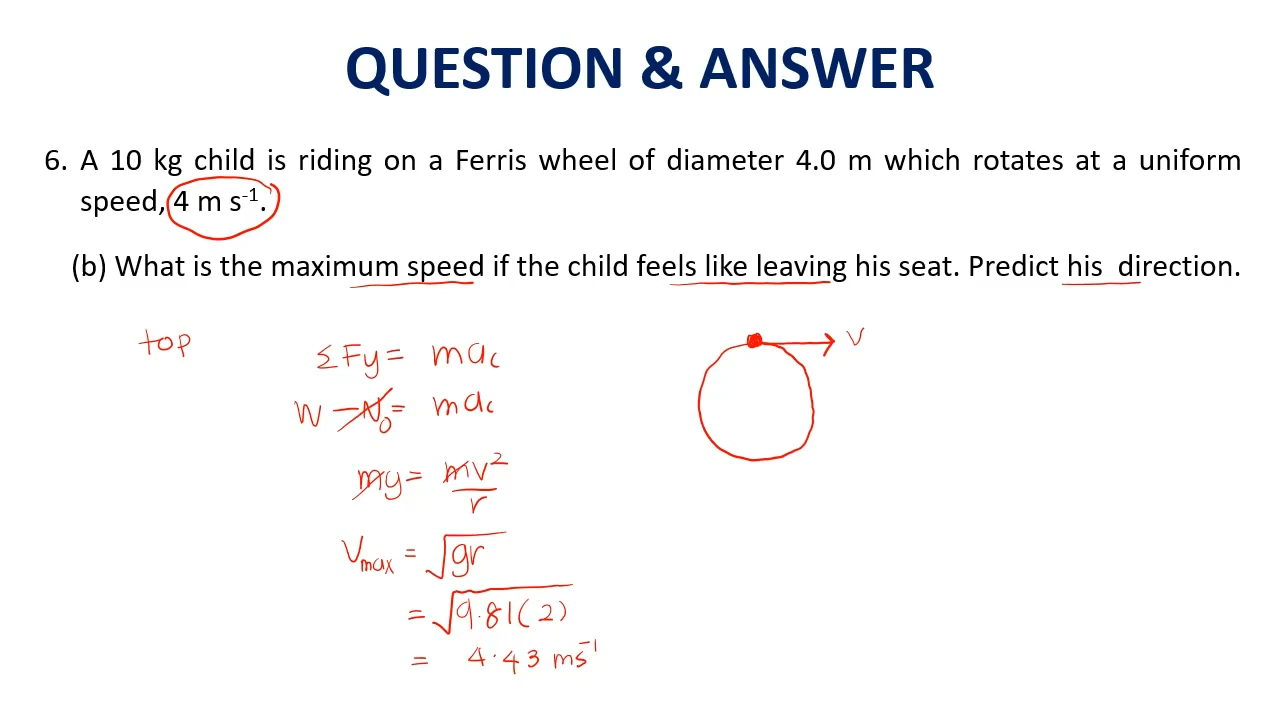 QUESTION & ANSWER
6. A 10 kg child is riding on a Ferris wheel of diameter 4.0 m which rotates at a uniform
speed, 4 m s⁻¹.
(b) What is the maximum speed if the child feels like leaving his seat. Predict his direction.
top
ΣFy = mac
W - N0 = mac
mg = mv²/r
Vmax = √gr
= √9.81(2)
= 4.43 ms⁻¹
V